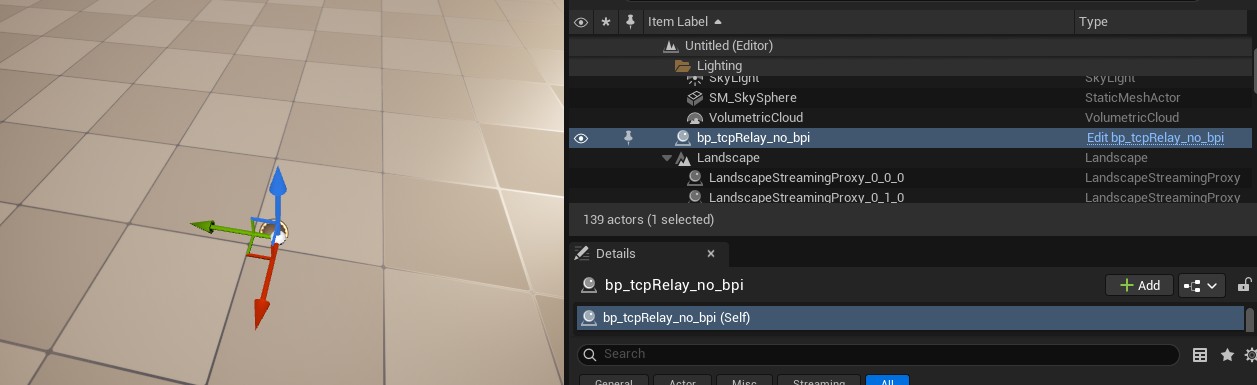 Item Label Type
Untitled (Editor)
Lighting
SkyLight SkyLight
SM_SkySphere StaticMeshActor
VolumetricCloud VolumetricCloud
bp_tcpRelay_no_bpi Edit bp_tcpRelay_no_bpi
Landscape Landscape
LandscapeStreamingProxy_0_0_0 LandscapeStreamingProxy
LandscapeStreamingProxy_0_1_0 LandscapeStreamingProxy
139 actors (1 selected)
Details
bp_tcpRelay_no_bpi Add
bp_tcpRelay_no_bpi (Self)
Search
General Actor Misc Streaming All